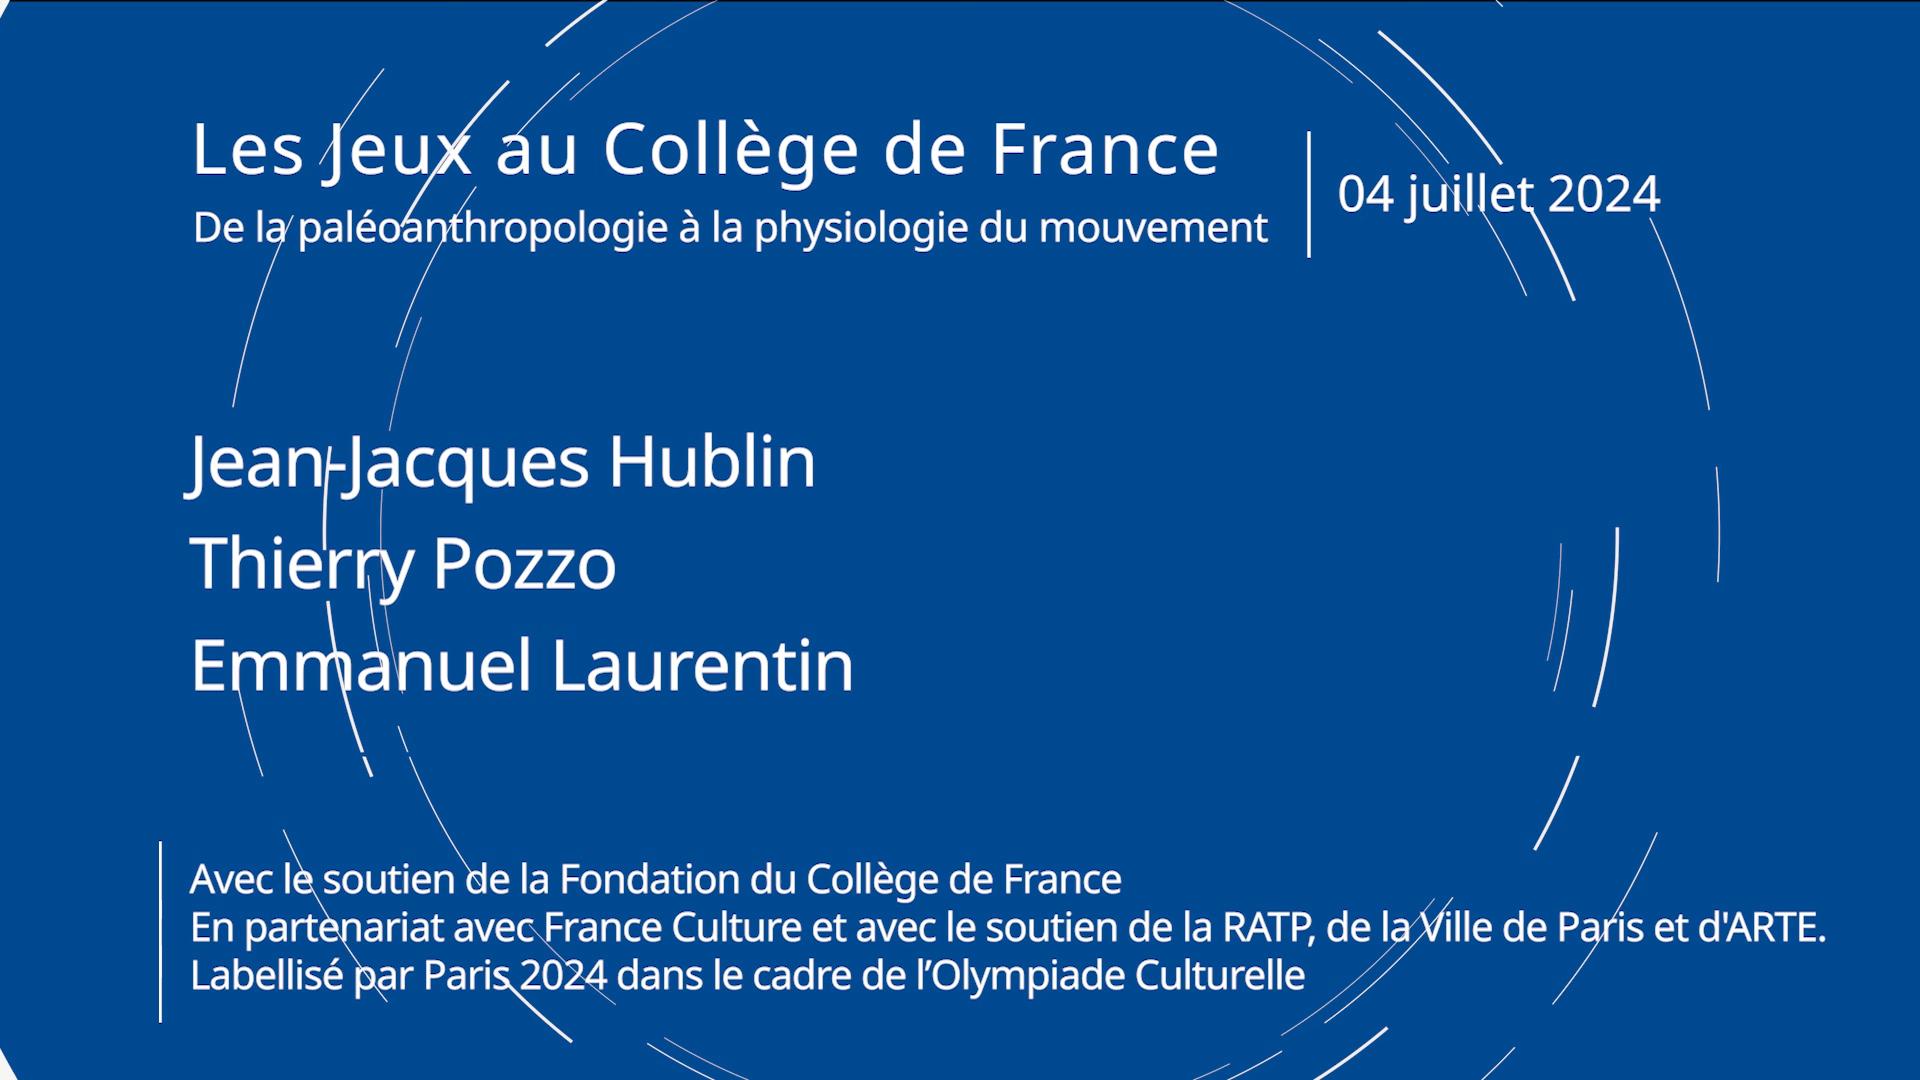 Les Jeux au Collège de France
De la paléoanthropologie à la physiologie du mouvement
04 juillet 2024
Jean-Jacques Hublin
Thierry Pozzo
Emmanuel Laurentin
Avec le soutien de la Fondation du Collège de France
En partenariat avec France Culture et avec le soutien de la RATP, de la Ville de Paris et d'ARTE.
Labellisé par Paris 2024 dans le cadre de l’Olympiade Culturelle